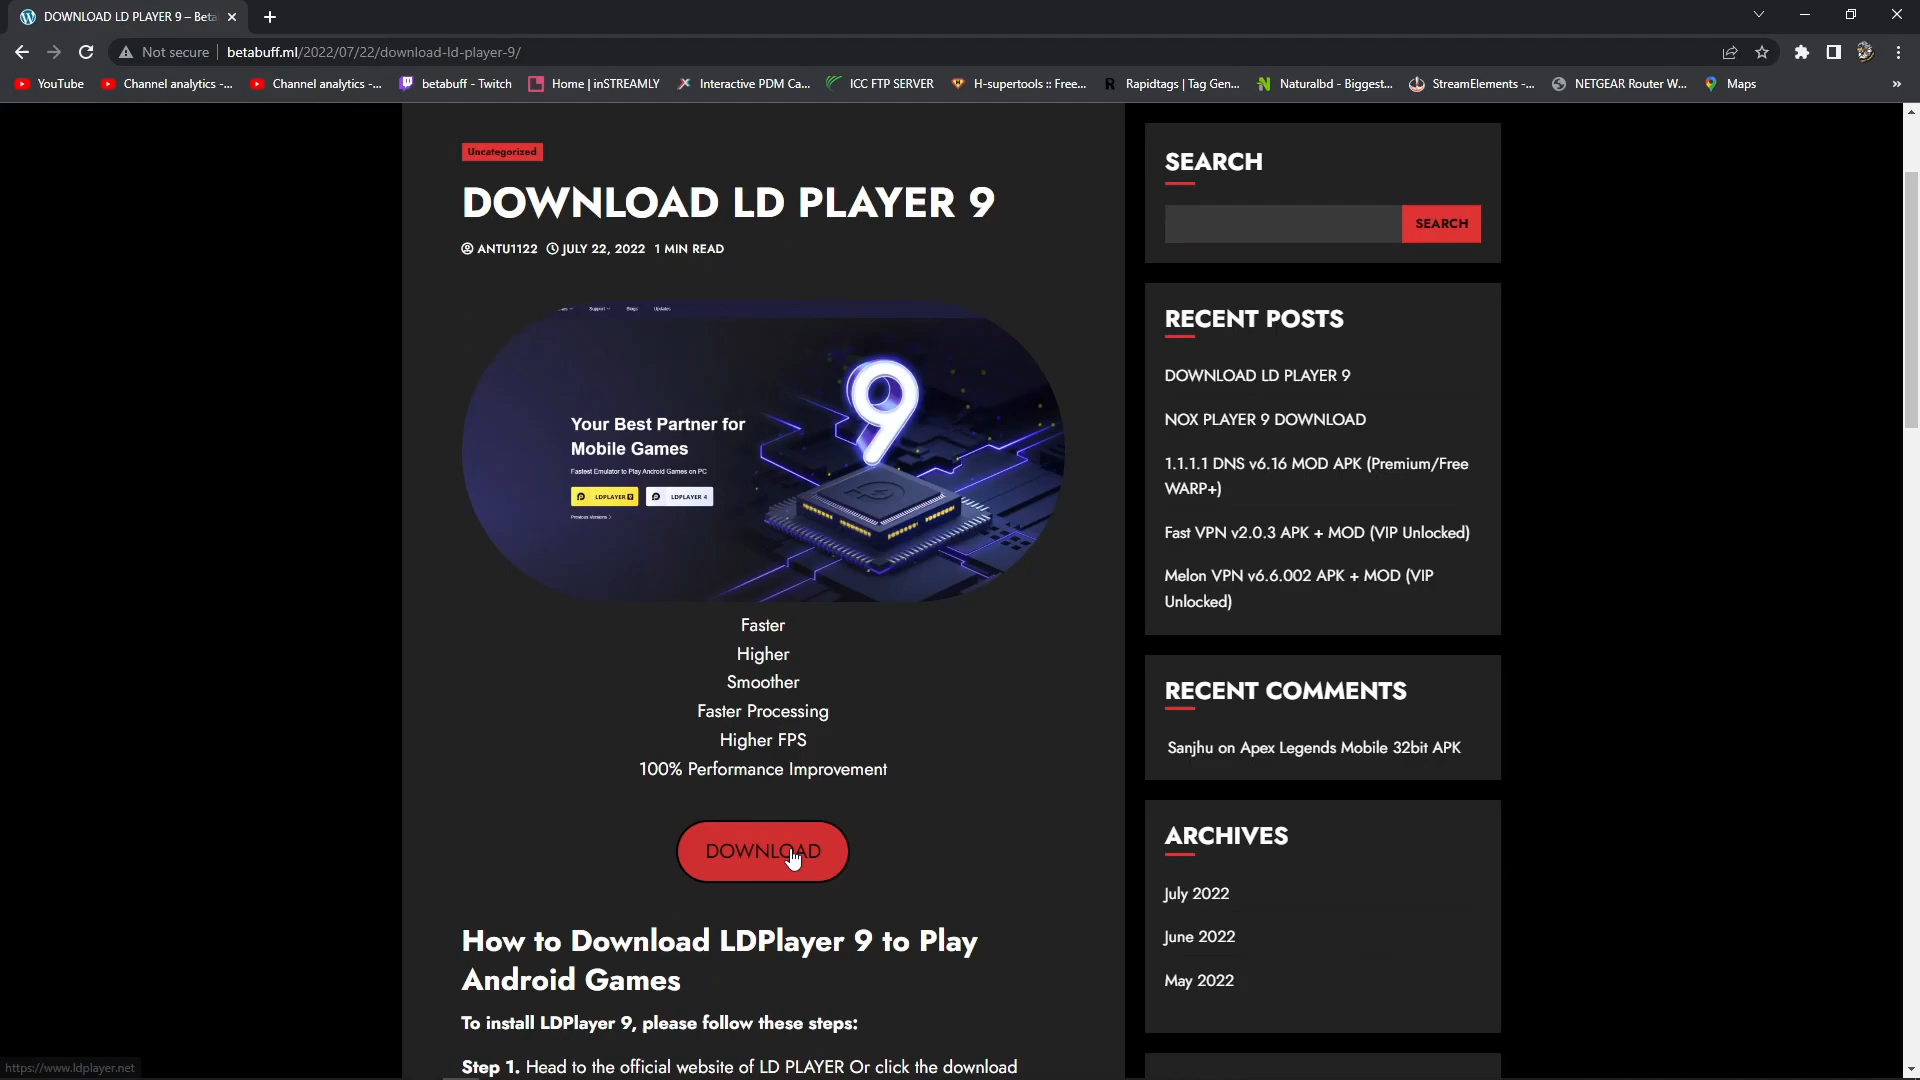 DOWNLOAD LD PLAYER 9 – Beta
Not secure
betabuff.ml/2022/07/22/download-ld-player-9/
YouTube
Channel analytics -...
Channel analytics -...
betabuff - Twitch
Home | inSTREAMLY
Interactive PDM Ca...
ICC FTP SERVER
H-supertools :: Free...
Rapidtags | Tag Gen...
Naturalbd - Biggest...
StreamElements -...
NETGEAR Router W...
Maps
»
Uncategorized
DOWNLOAD LD PLAYER 9
ANTU1122 JULY 22, 2022 1 MIN READ
Support
Blogs
Updates
9
Your Best Partner for
Mobile Games
Fastest Emulator to Play Android Games on PC
LDPLAYER 9
LDPLAYER 4
Previous Versions >
Faster
Higher
Smoother
Faster Processing
Higher FPS
100% Performance Improvement
DOWNLOAD
How to Download LDPlayer 9 to Play
Android Games
To install LDPlayer 9, please follow these steps:
Step 1. Head to the official website of LD PLAYER Or click the download
SEARCH
SEARCH
RECENT POSTS
DOWNLOAD LD PLAYER 9
NOX PLAYER 9 DOWNLOAD
1.1.1.1 DNS v6.16 MOD APK (Premium/Free
WARP+)
Fast VPN v2.0.3 APK + MOD (VIP Unlocked)
Melon VPN v6.6.002 APK + MOD (VIP
Unlocked)
RECENT COMMENTS
Sanjhu on Apex Legends Mobile 32bit APK
ARCHIVES
July 2022
June 2022
May 2022
https://www.ldplayer.net